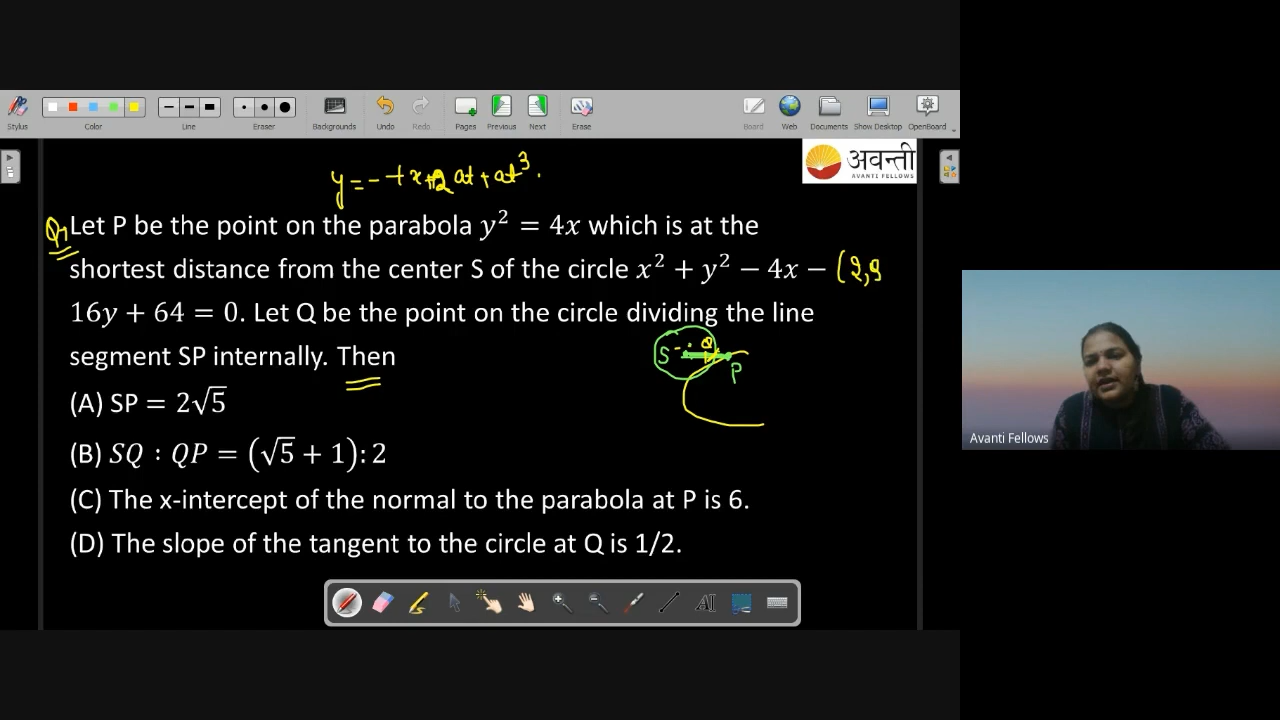 Stylus Color Line Eraser Backgrounds Undo Redo Pages Previous Next Erase Board Web Documents Show Desktop OpenBoard
अवन्ती
AVANTI FELLOWS
y = -tx + 2at + at³.
Q, Let P be the point on the parabola y² = 4x which is at the
shortest distance from the center S of the circle x² + y² − 4x − (2,8
16y + 64 = 0. Let Q be the point on the circle dividing the line
segment SP internally. Then
S Q P
(A) SP = 2√5
(B) SQ : QP = (√5 + 1): 2
(C) The x-intercept of the normal to the parabola at P is 6.
(D) The slope of the tangent to the circle at Q is 1/2.
AI
Avanti Fellows